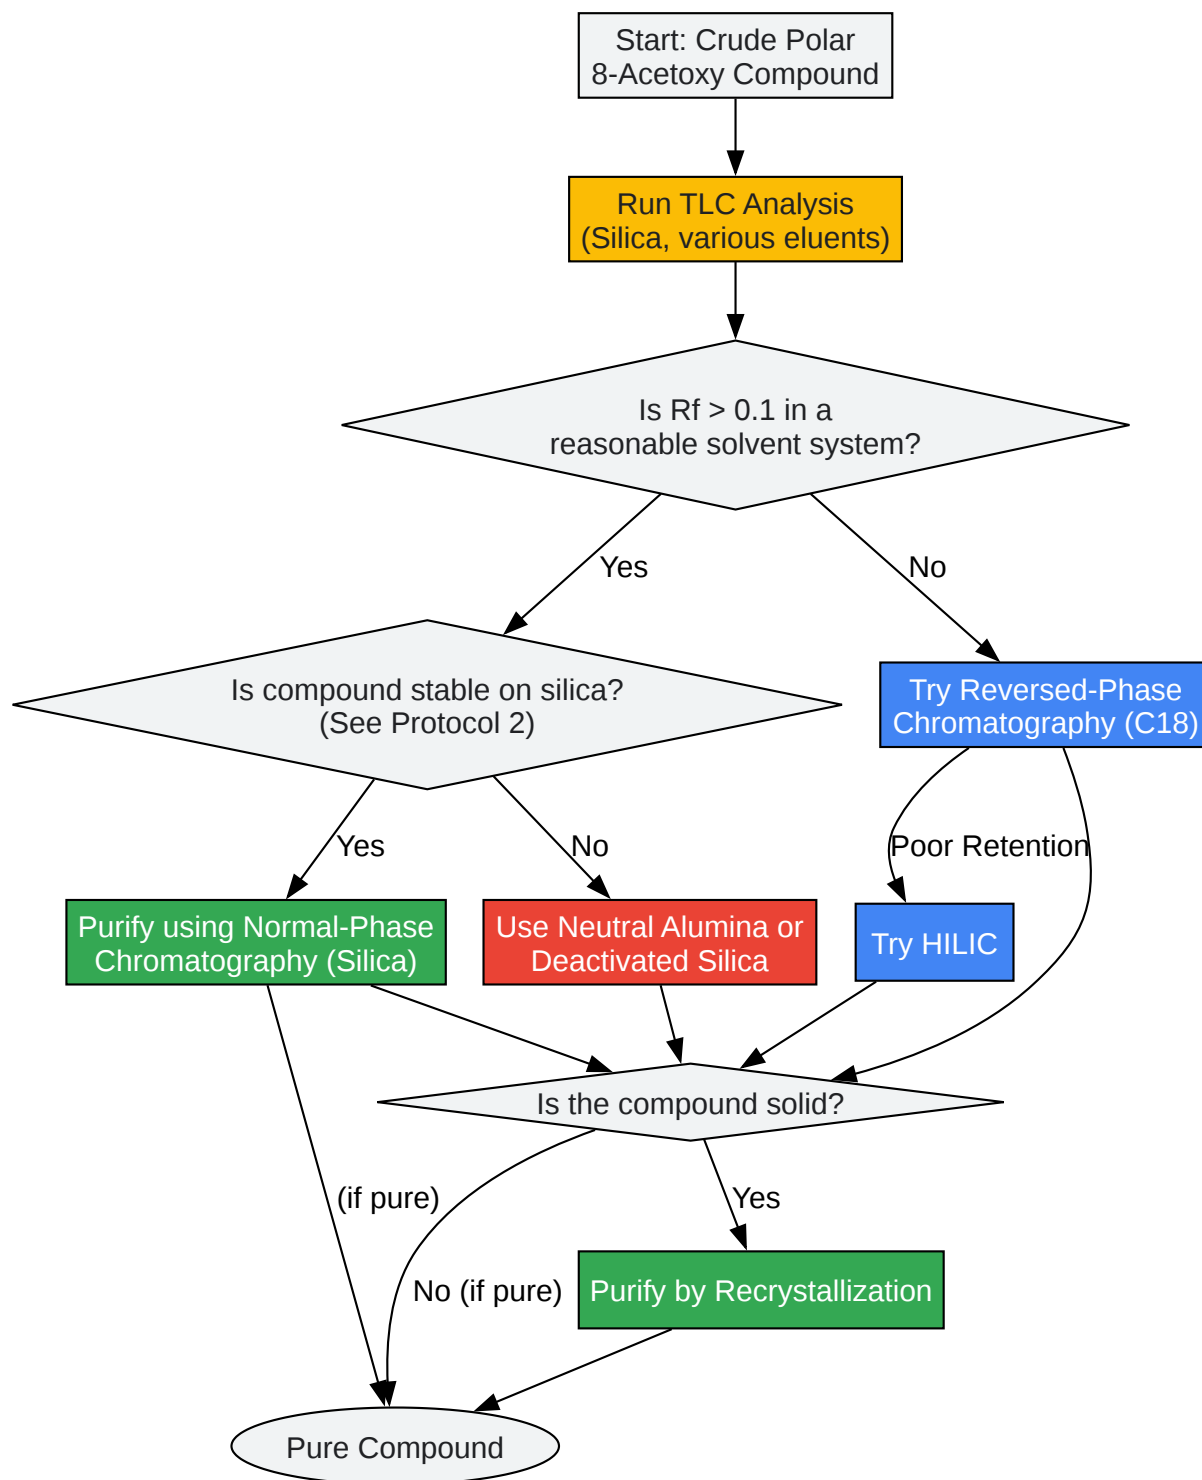 Start: Crude Polar
8-Acetoxy Compound
Run TLC Analysis
(Silica, various eluents)
Is Rf > 0.1 in a
reasonable solvent system?
Yes
No
Is compound stable on silica?
(See Protocol 2)
Try Reversed-Phase
Chromatography (C18)
Yes
No
Poor Retention
Purify using Normal-Phase
Chromatography (Silica)
Use Neutral Alumina or
Deactivated Silica
Try HILIC
Is the compound solid?
(if pure)
Yes
No (if pure)
Purify by Recrystallization
Pure Compound